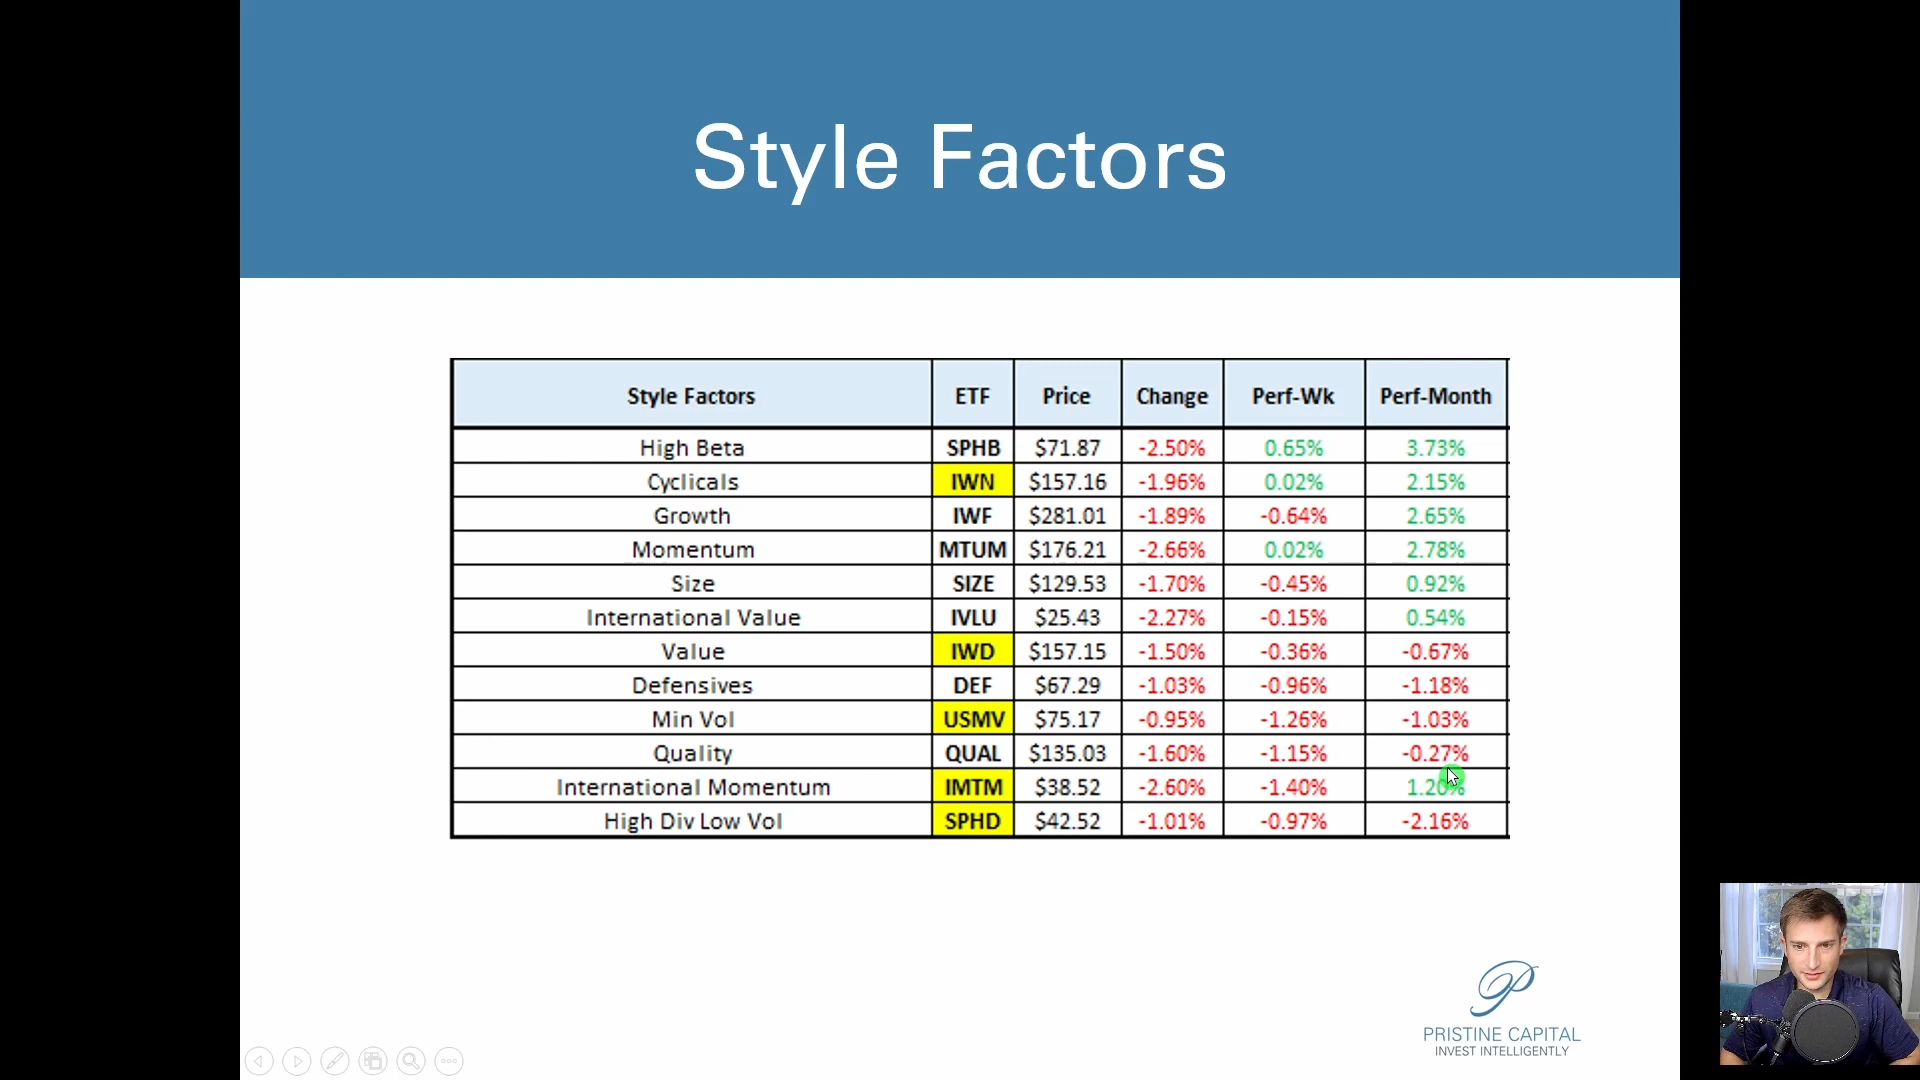 Style Factors
Style Factors ETF Price Change Perf-Wk Perf-Month
High Beta SPHB $71.87 -2.50% 0.65% 3.73%
Cyclicals IWN $157.16 -1.96% 0.02% 2.15%
Growth IWF $281.01 -1.89% -0.64% 2.65%
Momentum MTUM $176.21 -2.66% 0.02% 2.78%
Size SIZE $129.53 -1.70% -0.45% 0.92%
International Value IVLU $25.43 -2.27% -0.15% 0.54%
Value IWD $157.15 -1.50% -0.36% -0.67%
Defensives DEF $67.29 -1.03% -0.96% -1.18%
Min Vol USMV $75.17 -0.95% -1.26% -1.03%
Quality QUAL $135.03 -1.60% -1.15% -0.27%
International Momentum IMTM $38.52 -2.60% -1.40% 1.20%
High Div Low Vol SPHD $42.52 -1.01% -0.97% -2.16%
PRISTINE CAPITAL
INVEST INTELLIGENTLY